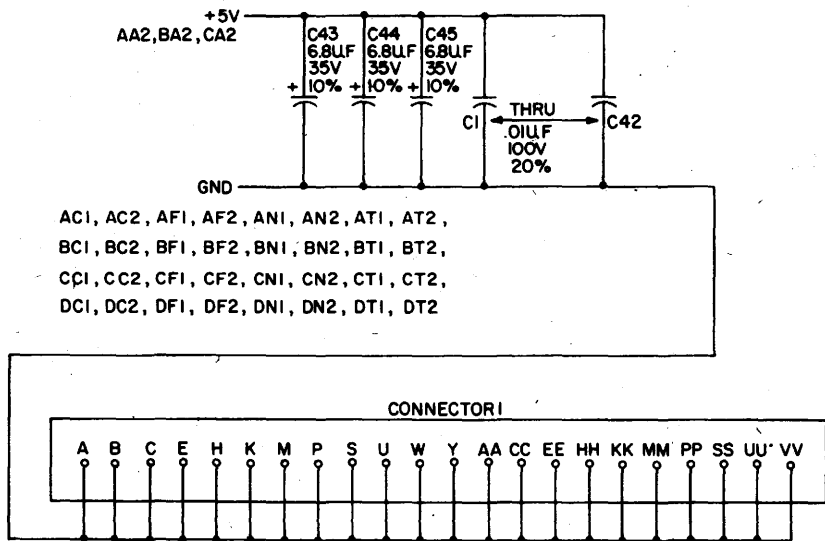 +5V
AA2, BA2, CA2
C43
6.8UF
35V
+ 10%
C44
6.8UF
35V
+ 10%
C45
6.8UF
35V
+ 10%
C1
THRU
.01UF
100V
20%
C42
GND
AC1, AC2, AF1, AF2, AN1, AN2, AT1, AT2,
BC1, BC2, BF1, BF2, BN1, BN2, BT1, BT2,
CC1, CC2, CF1, CF2, CN1, CN2, CT1, CT2,
DC1, DC2, DF1, DF2, DN1, DN2, DT1, DT2
CONNECTOR1
A B C E H K M P S U W Y AA CC EE HH KK MM PP SS UU VV